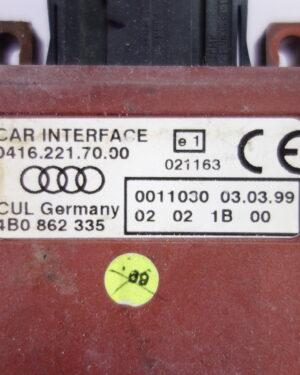 CAR INTERFACE
0416.221.70.00
e 1
021163
CE
CUL Germany
4B0 862 335
0011030 03.03.99
02 02 1B 00